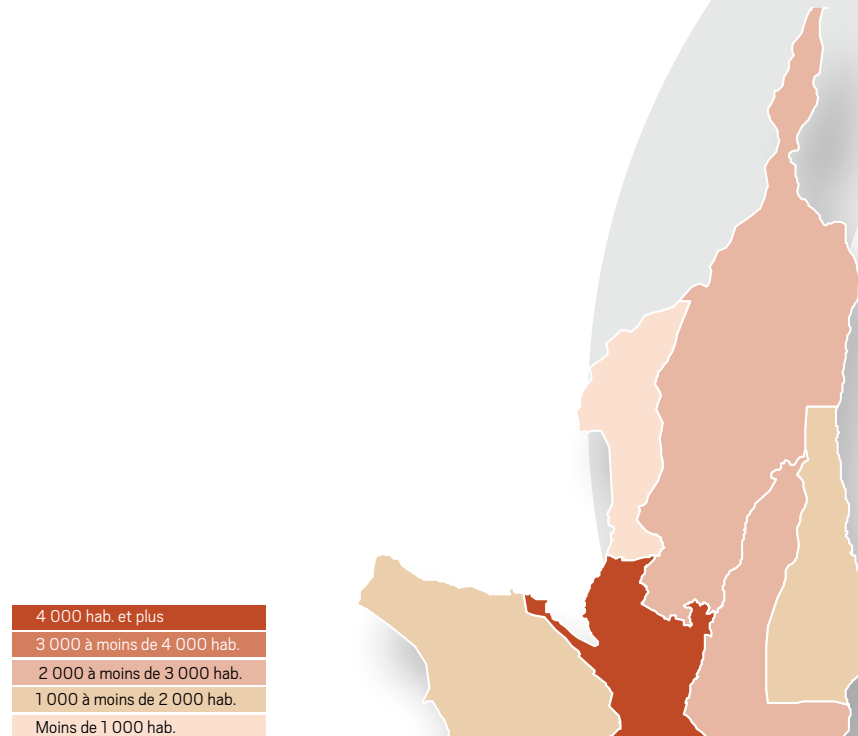 4 000 hab. et plus
3 000 à moins de 4 000 hab.
2 000 à moins de 3 000 hab.
1 000 à moins de 2 000 hab.
Moins de 1 000 hab.